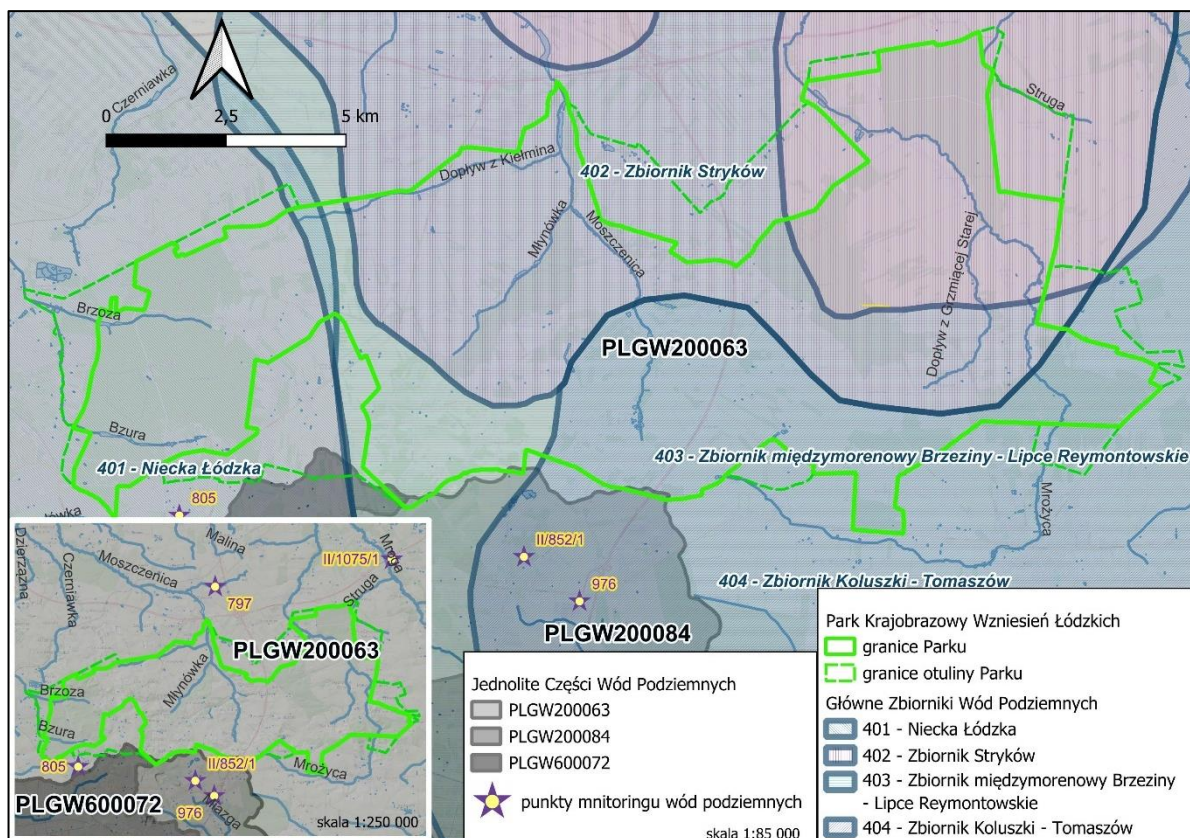 Czerniawka
0 2,5 5 km
Struga
Dopływ z Kiełmina
402 - Zbiornik Stryków
Młynówka
Moszczenica
Dopływ z Grzmiącej Starej
Brzoza
PLGW200063
Bzura
401 - Niecka Łódzka
403 - Zbiornik międzymorenowy Brzeziny - Lipce Reymontowskie
805
Mrożyca
II/852/1
976
404 - Zbiornik Koluszki - Tomaszów
PLGW200084
Dzierżązna
Czerniawka
Malina
Moszczenica
Mroga
II/1075/1
797
Struga
PLGW200063
Młynówka
Brzoza
Bzura
805
II/852/1
Mrożyca
976
Miazga
PLGW600072
skala 1:250 000
Jednolite Części Wód Podziemnych
PLGW200063
PLGW200084
PLGW600072
punkty mnitoringu wód podziemnych
skala 1:85 000
Park Krajobrazowy Wzniesień Łódzkich
granice Parku
granice otuliny Parku
Główne Zbiorniki Wód Podziemnych
401 - Niecka Łódzka
402 - Zbiornik Stryków
403 - Zbiornik międzymorenowy Brzeziny
- Lipce Reymontowskie
404 - Zbiornik Koluszki - Tomaszów